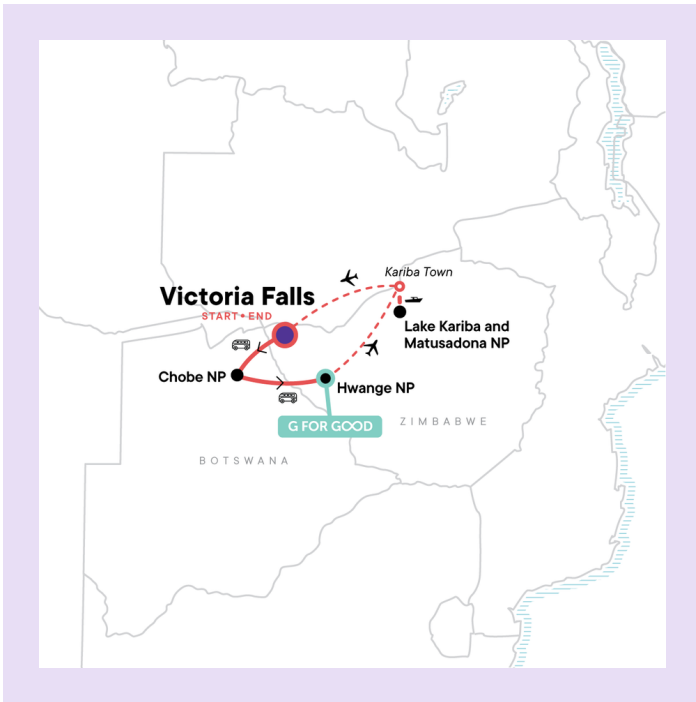 Kariba Town
Victoria Falls
START • END
Lake Kariba and
Matusadona NP
Chobe NP
Hwange NP
G FOR GOOD
ZIMBABWE
BOTSWANA